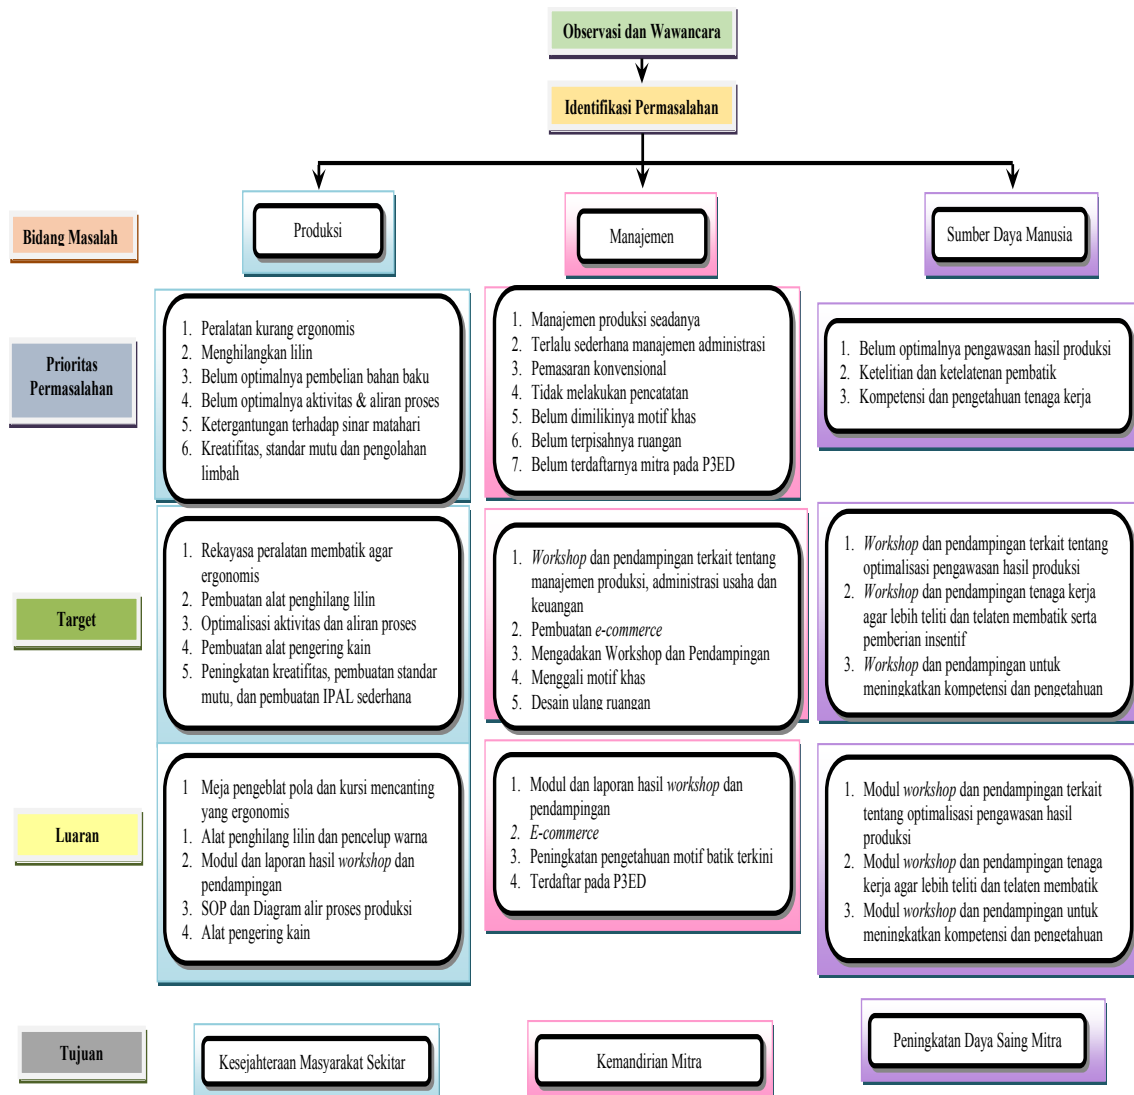 Observasi dan Wawancara
Identifikasi Permasalahan
Bidang Masalah
Produksi
Manajemen
Sumber Daya Manusia
Prioritas
Permasalahan
1. Peralatan kurang ergonomis
2. Menghilangkan lilin
3. Belum optimalnya pembelian bahan baku
4. Belum optimalnya aktivitas & aliran proses
5. Ketergantungan terhadap sinar matahari
6. Kreatifitas, standar mutu dan pengolahan
limbah
1. Manajemen produksi seadanya
2. Terlalu sederhana manajemen administrasi
3. Pemasaran konvensional
4. Tidak melakukan pencatatan
5. Belum dimilikinya motif khas
6. Belum terpisahnya ruangan
7. Belum terdaftarnya mitra pada P3ED
1. Belum optimalnya pengawasan hasil produksi
2. Ketelitian dan ketelatenan pembatik
3. Kompetensi dan pengetahuan tenaga kerja
Target
1. Rekayasa peralatan membatik agar
ergonomis
2. Pembuatan alat penghilang lilin
3. Optimalisasi aktivitas dan aliran proses
4. Pembuatan alat pengering kain
5. Peningkatan kreatifitas, pembuatan standar
mutu, dan pembuatan IPAL sederhana
1. Workshop dan pendampingan terkait tentang
manajemen produksi, administrasi usaha dan
keuangan
2. Pembuatan e-commerce
3. Mengadakan Workshop dan Pendampingan
4. Menggali motif khas
5. Desain ulang ruangan
1. Workshop dan pendampingan terkait tentang
optimalisasi pengawasan hasil produksi
2. Workshop dan pendampingan tenaga kerja
agar lebih teliti dan telaten membatik serta
pemberian insentif
3. Workshop dan pendampingan untuk
meningkatkan kompetensi dan pengetahuan
Luaran
1 Meja pengeblat pola dan kursi mencanting
yang ergonomis
1. Alat penghilang lilin dan pencelup warna
2. Modul dan laporan hasil workshop dan
pendampingan
3. SOP dan Diagram alir proses produksi
4. Alat pengering kain
1. Modul dan laporan hasil workshop dan
pendampingan
2. E-commerce
3. Peningkatan pengetahuan motif batik terkini
4. Terdaftar pada P3ED
1. Modul workshop dan pendampingan terkait
tentang optimalisasi pengawasan hasil
produksi
2. Modul workshop dan pendampingan tenaga
kerja agar lebih teliti dan telaten membatik
3. Modul workshop dan pendampingan untuk
meningkatkan kompetensi dan pengetahuan
Tujuan
Kesejahteraan Masyarakat Sekitar
Kemandirian Mitra
Peningkatan Daya Saing Mitra